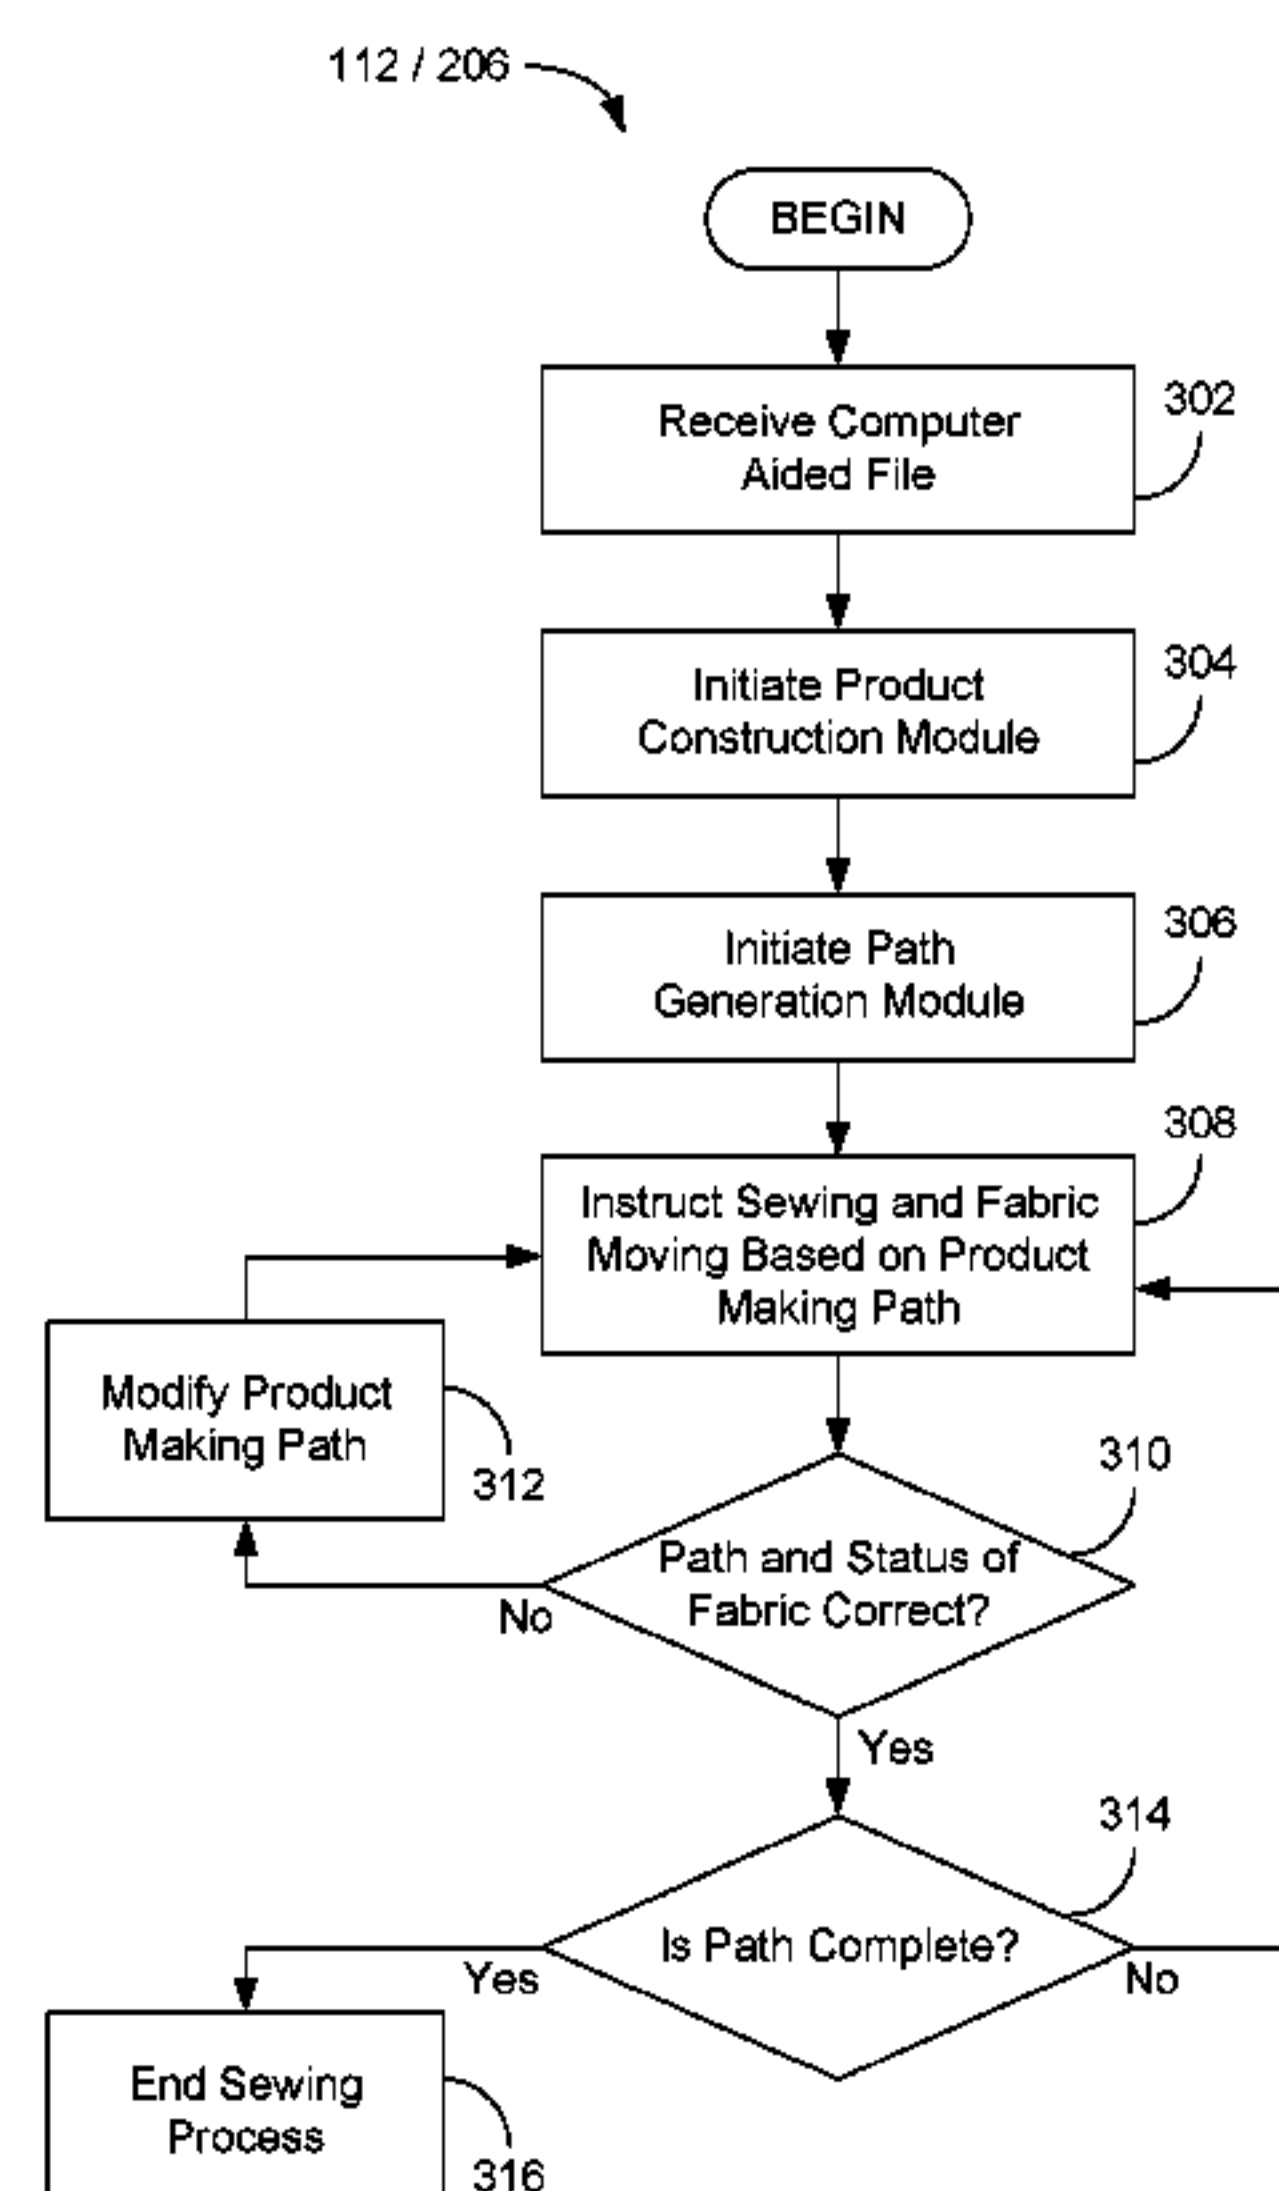 112 / 206
BEGIN
Receive Computer
Aided File
302
Initiate Product
Construction Module
304
Initiate Path
Generation Module
306
Instruct Sewing and Fabric
Moving Based on Product
Making Path
308
Modify Product
Making Path
312
Path and Status of
Fabric Correct?
310
No
Yes
Is Path Complete?
314
Yes
No
End Sewing
Process
316